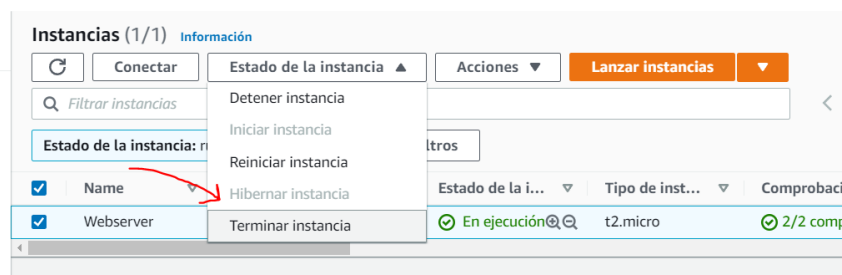 Instancias (1/1) Información
Conectar Estado de la instancia Acciones Lanzar instancias
Filtrar instancias
Detener instancia
Iniciar instancia
Estado de la instancia: ltros
Reiniciar instancia
Name Estado de la i... Tipo de inst... Comprobaci
Hibernar instancia
Webserver En ejecución t2.micro 2/2 comp
Terminar instancia